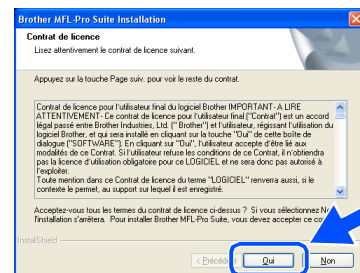 Brother MFL-Pro Suite Installation
Contrat de licence
Lisez attentivement le contrat de licence suivant.
Appuyez sur la touche Page suiv. pour voir le reste du contrat.
Contrat de licence pour l'utilisateur final du logiciel Brother IMPORTANT- A LIRE
ATTENTIVEMENT- Ce contrat de licence pour l'utilisateur final ("Contrat") est un accord
légal passé entre Brother Industries, Ltd. (" Brother") et l'utilisateur, régissant l'utilisation du
logiciel Brother, et qui sera installé en cliquant sur la touche "Oui" de cette boîte de
dialogue ("SOFTWARE"). En cliquant sur "Oui", l'utilisateur accepte d'être lié aux
modalités de ce Contrat. Si l'utilisateur refuse les conditions de ce Contrat, il n'obtiendra
pas la licence d'utilisation obligatoire pour ce LOGICIEL et ne sera donc pas autorisé à
l'exploiter.
Toute mention dans ce Contrat de licence du terme "LOGICIEL" renverra aussi, si le
contexte le permet, au support sur lequel il est enregistré.
Acceptez-vous tous les termes du contrat de licence ci-dessus ? Si vous sélectionnez
l'installation s'arrêtera. Pour installer Brother MFL-Pro Suite, vous devez accepter ce
InstallShield
< Précédent
Oui
Non